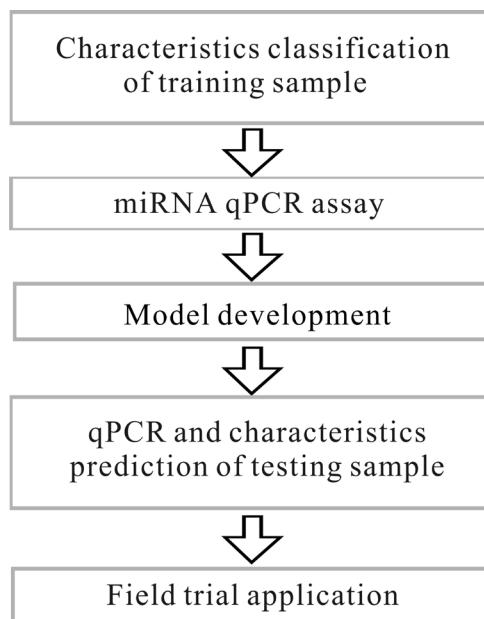 Characteristics classification
of training sample
miRNA qPCR assay
Model development
qPCR and characteristics
prediction of testing sample
Field trial application